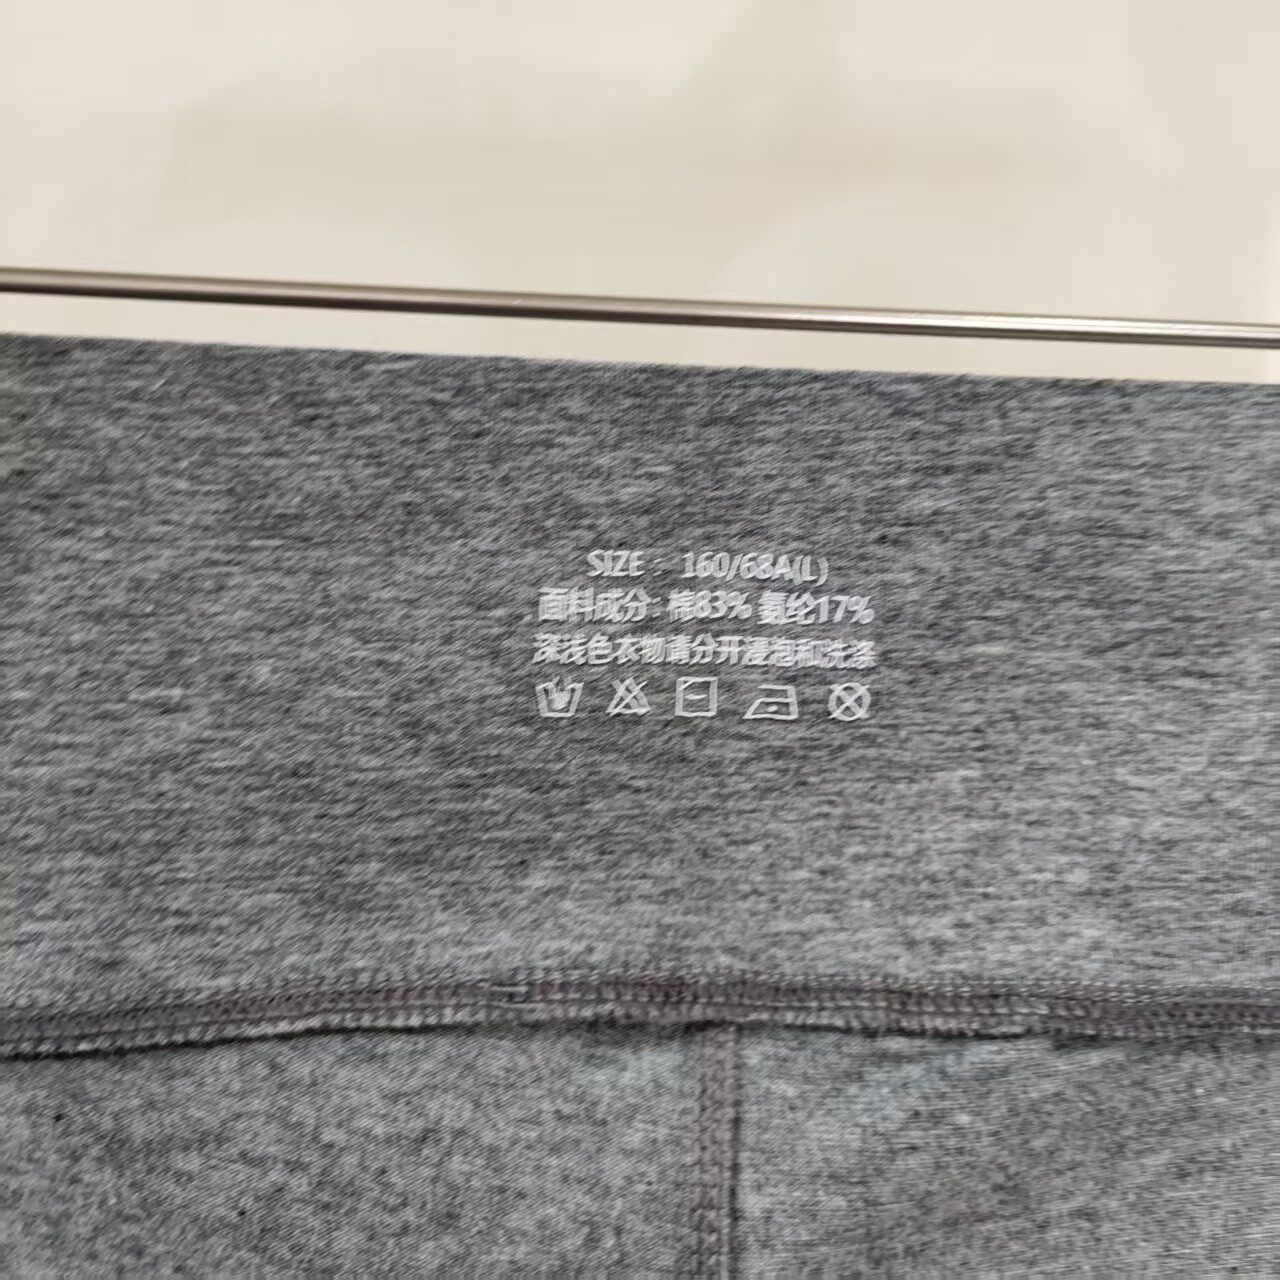 SIZE： 160/68A(L)
面料成分：棉83% 氨纶17%
深浅色衣物请分开浸泡和洗涤